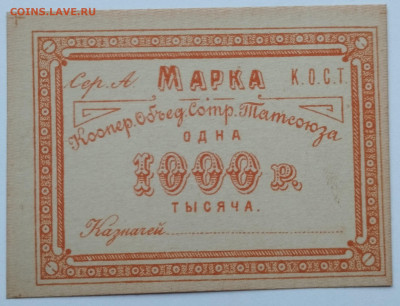 COINS.LAVE.RU
Сер. А МАРКА К.О.С.Т.
Коопер. Объед. Сотр. Татсоюза
ОДНА
1000 Р.
ТЫСЯЧА.
Казначей